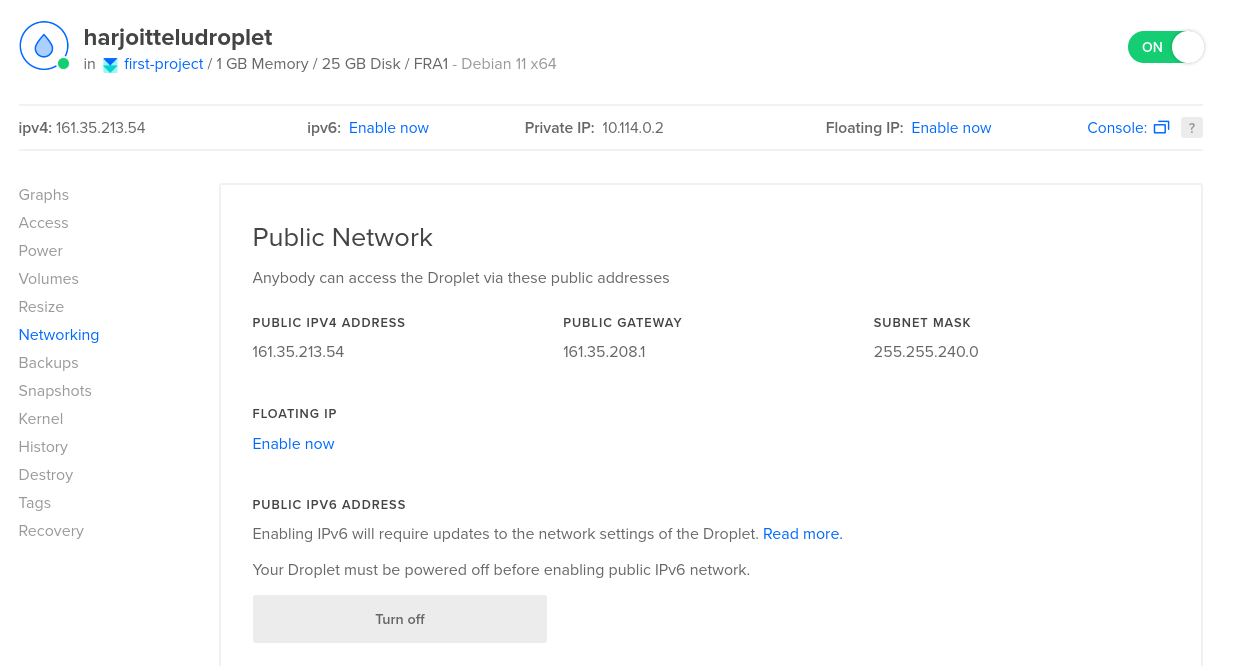 harjoitteludroplet
in first-project / 1 GB Memory / 25 GB Disk / FRA1 - Debian 11 x64
ON
ipv4: 161.35.213.54 ipv6: Enable now Private IP: 10.114.0.2 Floating IP: Enable now Console: ?
Graphs
Access
Power
Volumes
Resize
Networking
Backups
Snapshots
Kernel
History
Destroy
Tags
Recovery
Public Network
Anybody can access the Droplet via these public addresses
PUBLIC IPV4 ADDRESS PUBLIC GATEWAY SUBNET MASK
161.35.213.54 161.35.208.1 255.255.240.0
FLOATING IP
Enable now
PUBLIC IPV6 ADDRESS
Enabling IPv6 will require updates to the network settings of the Droplet. Read more.
Your Droplet must be powered off before enabling public IPv6 network.
Turn off